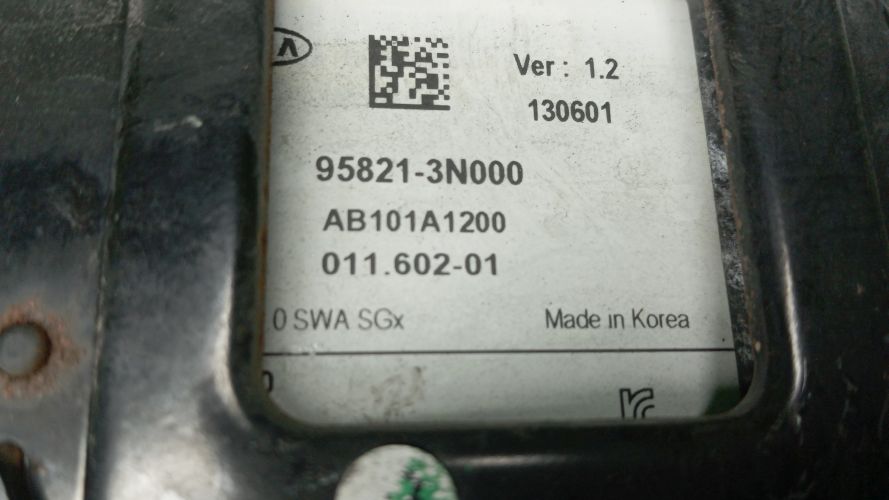 Ver : 1.2
130601
95821-3N000
AB101A1200
011.602-01
0 SWA SGx
Made in Korea